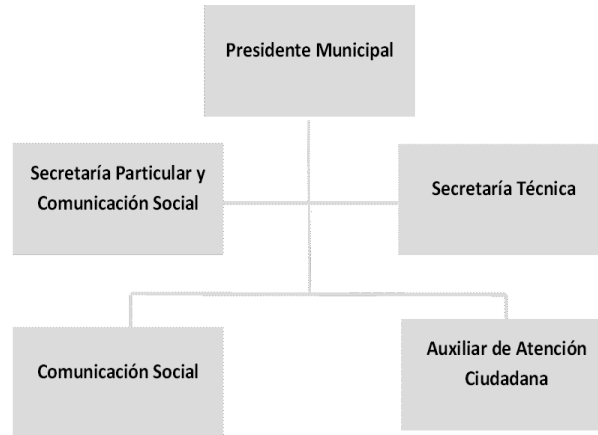 Presidente Municipal
Secretaría Particular y
Comunicación Social
Secretaría Técnica
Comunicación Social
Auxiliar de Atención
Ciudadana